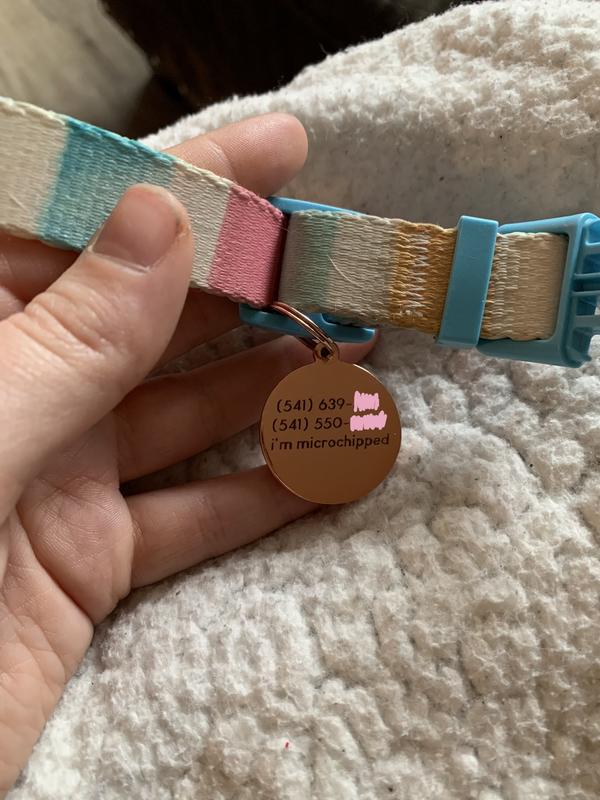 (541) 639-
(541) 550-
i'm microchipped